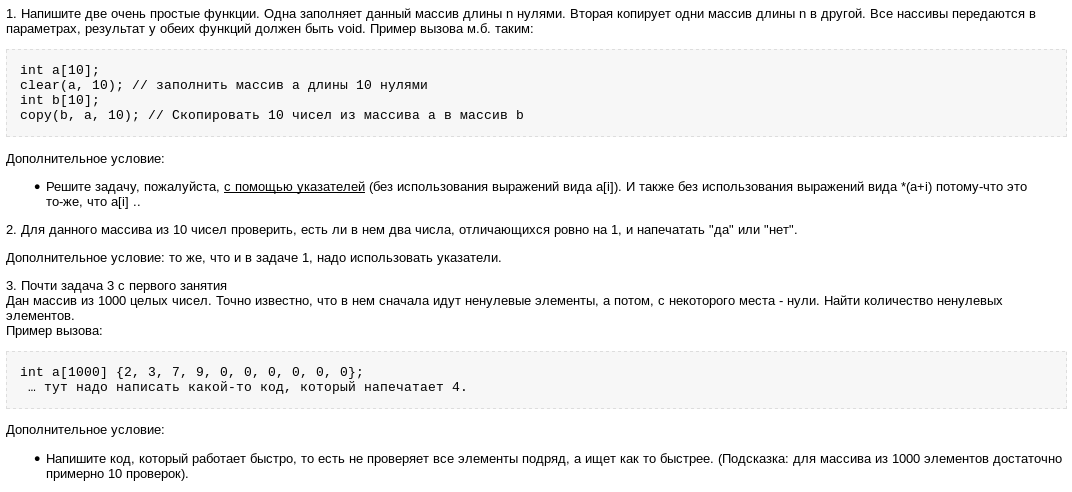 1. Напишите две очень простые функции. Одна заполняет данный массив длины n нулями. Вторая копирует одни массив длины n в другой. Все нассивы передаются в
параметрах, результат у обеих функций должен быть void. Пример вызова м.б. таким:
int a[10];
clear(a, 10); // заполнить массив a длины 10 нулями
int b[10];
copy(b, a, 10); // Скопировать 10 чисел из массива a в массив b
Дополнительное условие:
• Решите задачу, пожалуйста, с помощью указателей (без использования выражений вида a[i]). И также без использования выражений вида *(a+i) потому-что это
то-же, что a[i] ..
2. Для данного массива из 10 чисел проверить, есть ли в нем два числа, отличающихся ровно на 1, и напечатать "да" или "нет".
Дополнительное условие: то же, что и в задаче 1, надо использовать указатели.
3. Почти задача 3 с первого занятия
Дан массив из 1000 целых чисел. Точно известно, что в нем сначала идут ненулевые элементы, а потом, с некоторого места - нули. Найти количество ненулевых
элементов.
Пример вызова:
int a[1000] {2, 3, 7, 9, 0, 0, 0, 0, 0, 0};
… тут надо написать какой-то код, который напечатает 4.
Дополнительное условие:
• Напишите код, который работает быстро, то есть не проверяет все элементы подряд, а ищет как то быстрее. (Подсказка: для массива из 1000 элементов достаточно
примерно 10 проверок).